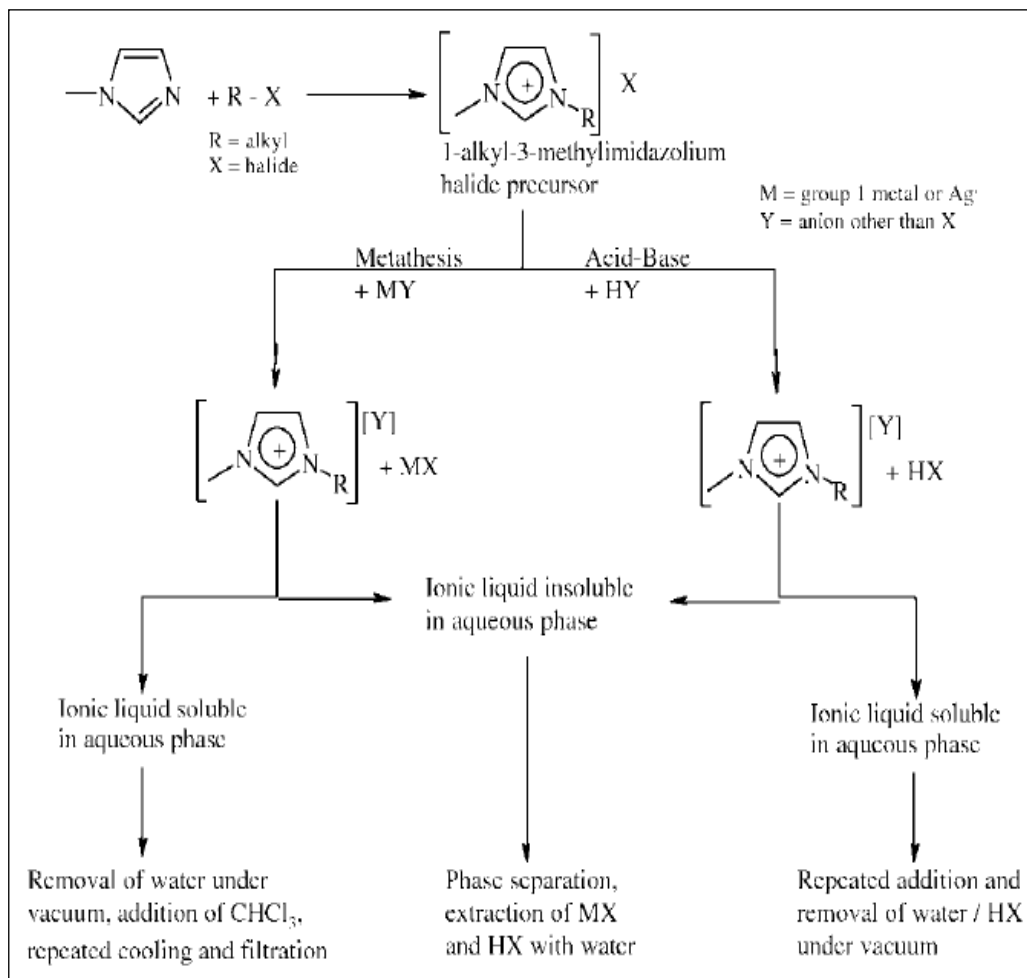 N
N
+ R - X
R = alkyl
X = halide
+
N
N
R
X
1-alkyl-3-methylimidazolium
halide precursor
M = group 1 metal or Ag
Y = anion other than X
Metathesis
+ MY
Acid-Base
+ HY
[Y]
+
N
N
R
+ MX
[Y]
+
N
N
R
+ HX
Ionic liquid insoluble
in aqueous phase
Ionic liquid soluble
in aqueous phase
Ionic liquid soluble
in aqueous phase
Removal of water under
vacuum, addition of CHCl₃,
repeated cooling and filtration
Phase separation,
extraction of MX
and HX with water
Repeated addition and
removal of water / HX
under vacuum